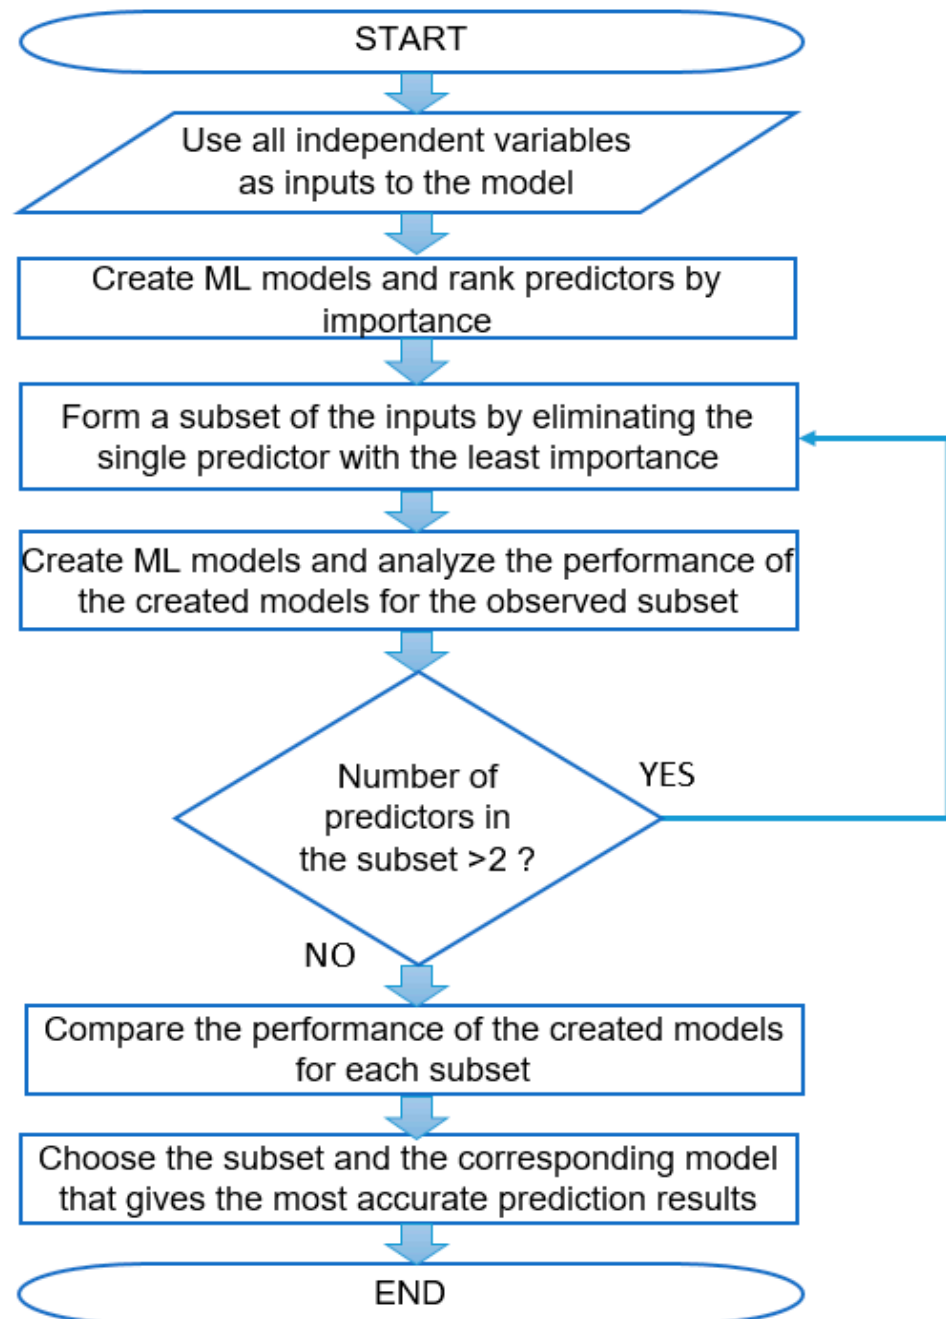 START
Use all independent variables
as inputs to the model
Create ML models and rank predictors by
importance
Form a subset of the inputs by eliminating the
single predictor with the least importance
Create ML models and analyze the performance of
the created models for the observed subset
Number of
predictors in
the subset >2 ?
YES
NO
Compare the performance of the created models
for each subset
Choose the subset and the corresponding model
that gives the most accurate prediction results
END